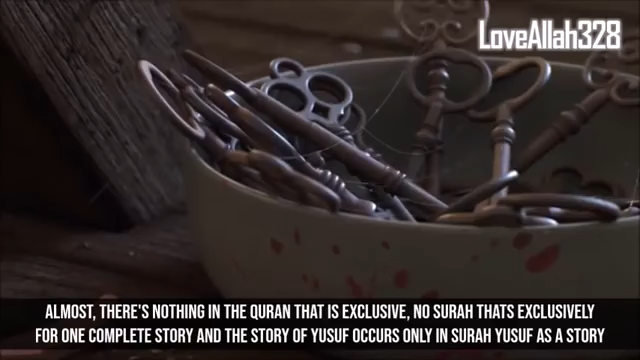 LoveAllah328
ALMOST, THERE'S NOTHING IN THE QURAN THAT IS EXCLUSIVE, NO SURAH THATS EXCLUSIVELY
FOR ONE COMPLETE STORY AND THE STORY OF YUSUF OCCURS ONLY IN SURAH YUSUF AS A STORY